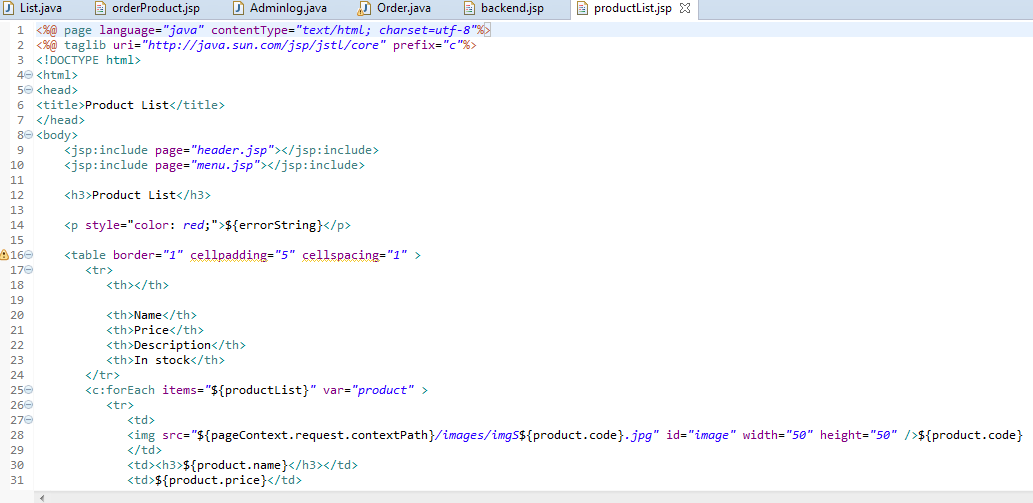 List.java orderProduct.jsp Adminlog.java Order.java backend.jsp productList.jsp
1 <%@ page language="java" contentType="text/html; charset=utf-8"%>
2 <%@ taglib uri="http://java.sun.com/jsp/jstl/core" prefix="c"%>
3 <!DOCTYPE html>
4 <html>
5 <head>
6 <title>Product List</title>
7 </head>
8 <body>
9 <jsp:include page="header.jsp"></jsp:include>
10 <jsp:include page="menu.jsp"></jsp:include>
11
12 <h3>Product List</h3>
13
14 <p style="color: red;">${errorString}</p>
15
16 <table border="1" cellpadding="5" cellspacing="1" >
17 <tr>
18 <th></th>
19
20 <th>Name</th>
21 <th>Price</th>
22 <th>Description</th>
23 <th>In stock</th>
24 </tr>
25 <c:forEach items="${productList}" var="product" >
26 <tr>
27 <td>
28 <img src="${pageContext.request.contextPath}/images/imgS${product.code}.jpg" id="image" width="50" height="50" />${product.code}
29 </td>
30 <td><h3>${product.name}</h3></td>
31 <td>${product.price}</td>